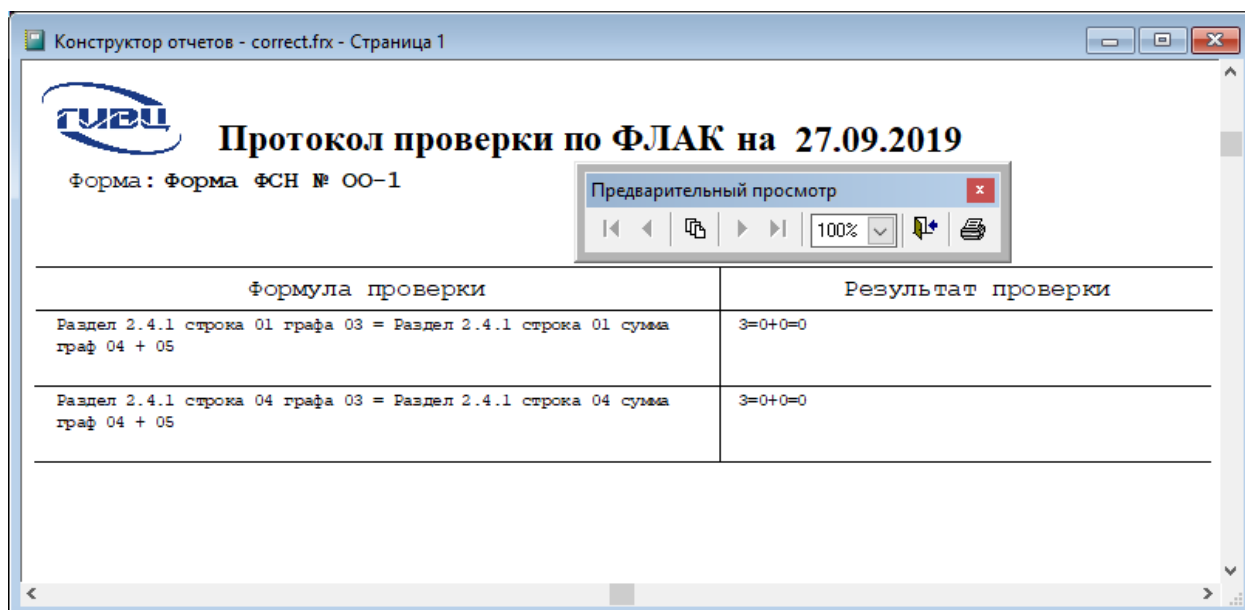 Конструктор отчетов - correct.frx - Страница 1
ГИВЦ
Протокол проверки по ФЛАК на 27.09.2019
Форма: Форма ФСН № ОО-1
Предварительный просмотр
100%
Формула проверки
Результат проверки
Раздел 2.4.1 строка 01 графа 03 = Раздел 2.4.1 строка 01 сумма
граф 04 + 05
3=0+0=0
Раздел 2.4.1 строка 04 графа 03 = Раздел 2.4.1 строка 04 сумма
граф 04 + 05
3=0+0=0